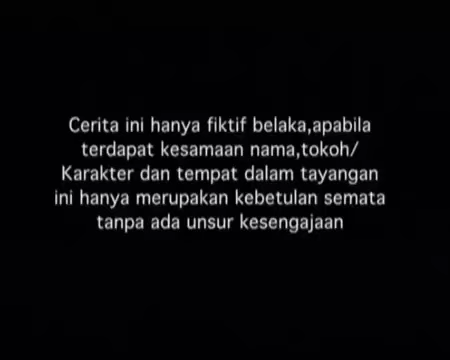 Cerita ini hanya fiktif belaka,apabila
terdapat kesamaan nama,tokoh/
Karakter dan tempat dalam tayangan
ini hanya merupakan kebetulan semata
tanpa ada unsur kesengajaan